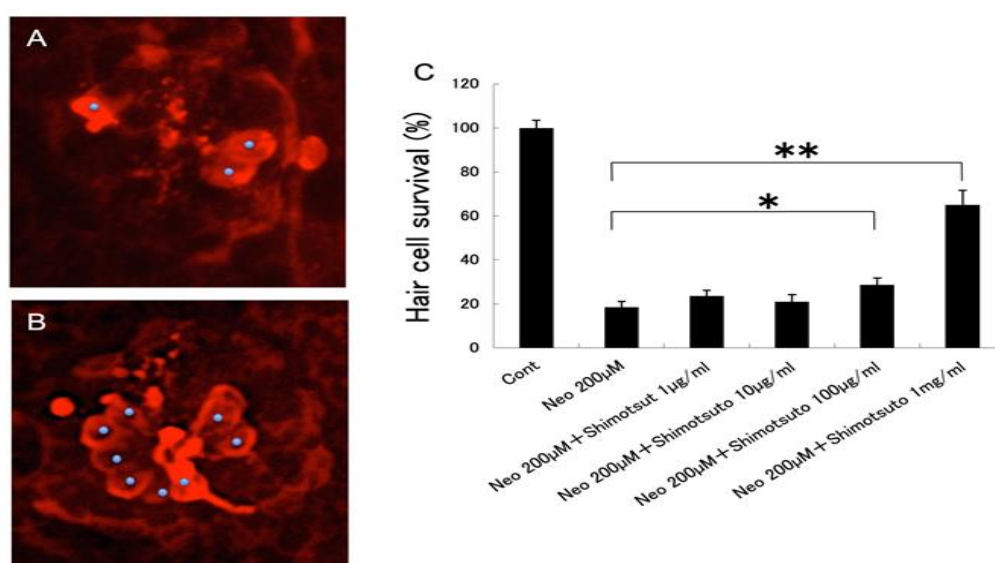 A
B
C
Hair cell survival (%)
120
100
80
60
40
20
0
**
*
Cont
Neo 200μM
Neo 200μM+Shimotsut 1μg/ml
Neo 200μM+Shimotsuto 10μg/ml
Neo 200μM+Shimotsuto 100μg/ml
Neo 200μM+Shimotsuto 1mg/ml